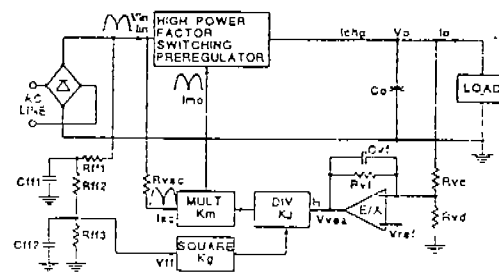 HIGH POWER
FACTOR
SWITCHING
PREREGULATOR
Vin
Iin
Ichg
Vo
Io
AC
LINE
Imo
Co
LOAD
Rff1
Cff1
Rff2
Rvac
Cvf
Rvf
Rvc
Iac
MULT
Km
DIV
Kd
Vvea
E/A
Rvd
Vref
Cff2
Rff3
Vff
SQUARE
Kg